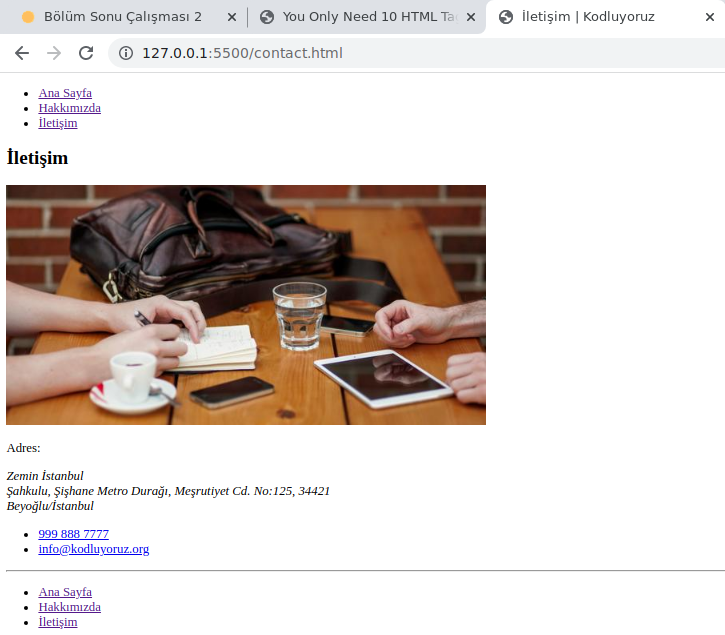 Bölüm Sonu Çalışması 2
You Only Need 10 HTML Tag
İletişim | Kodluyoruz
127.0.0.1:5500/contact.html
Ana Sayfa
Hakkımızda
İletişim
İletişim
Adres:
Zemin İstanbul
Şahkulu, Şişhane Metro Durağı, Meşrutiyet Cd. No:125, 34421
Beyoğlu/İstanbul
999 888 7777
info@kodluyoruz.org
Ana Sayfa
Hakkımızda
İletişim